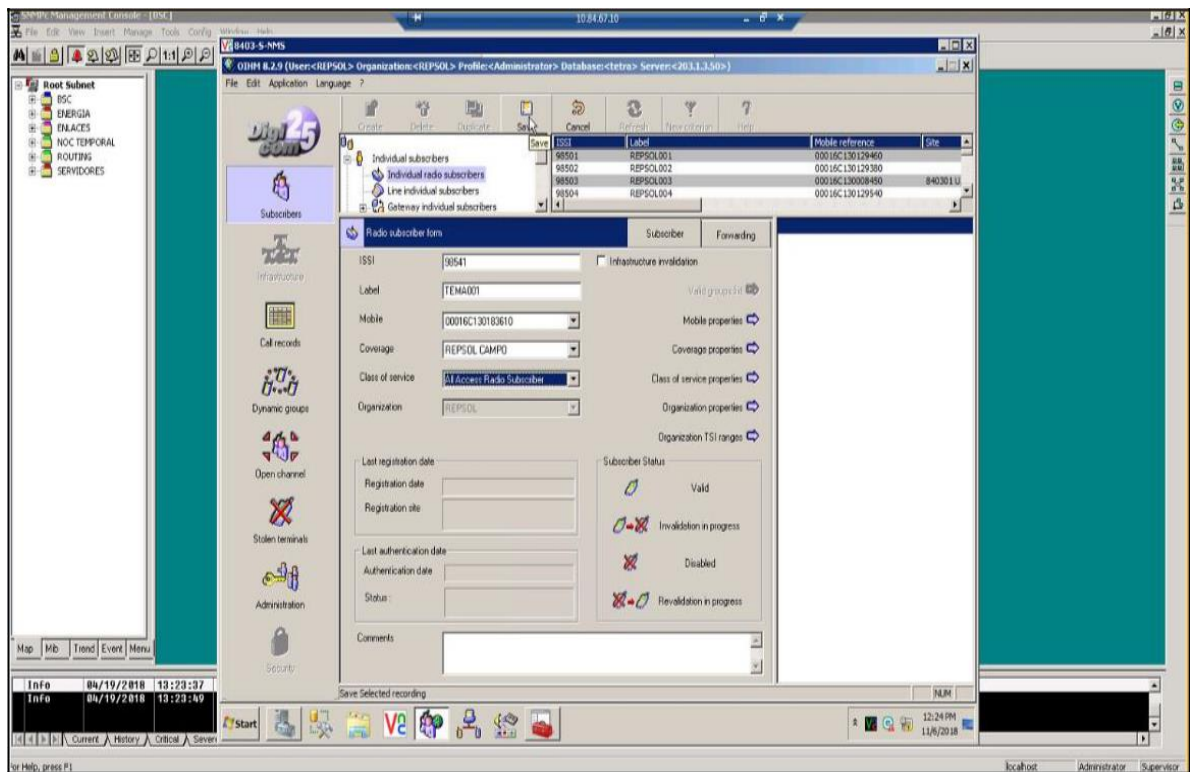 SNMPc Management Console - [BSC]
10.84.67.10
File Edit View Insert Manage Tools Config Window Help
8403-S-NMS
OIHM 8.2.9 (User:<REPSOL> Organization:<REPSOL> Profile:<Administrator> Database:<tetra> Server:<203.1.3.50>)
File Edit Application Language ?
1:1
Root Subnet
BSC
ENERGIA
ENLACES
NOC TEMPORAL
ROUTING
SERVIDORES
Digi
com 25
Create Delete Duplicate Save Cancel Refresh New criterion Help
Save
Individual subscribers
Individual radio subscribers
Line individual subscribers
Gateway individual subscribers
ISSI Label Mobile reference Site
98501 REPSOL001 00016C130129460
98502 REPSOL002 00016C130129380
98503 REPSOL003 00016C130008450 840301U
98504 REPSOL004 00016C130129540
Subscribers
Infrastructure
Call records
Dynamic groups
Open channel
Stolen terminals
Administration
Security
Radio subscriber form Subscriber Forwarding
ISSI 98541 Infrastructure invalidation
Label TEMA001 Valid groups list
Mobile 00016C130183610 Mobile properties
Coverage REPSOL CAMPO Coverage properties
Class of service All Access Radio Subscriber Class of service properties
Organization REPSOL Organization properties
Organization TSI ranges
Last registration date
Registration date
Registration site
Last authentication date
Authentication date
Status :
Subscriber Status
Valid
Invalidation in progress
Disabled
Revalidation in progress
Comments
Save Selected recording NUM
Map Mib Trend Event Menu
Info 04/19/2018 13:23:37
Info 04/19/2018 13:23:49
Current History Critical Severe
Start
12:24 PM
11/6/2018
For Help, press F1
localhost Administrator Supervisor